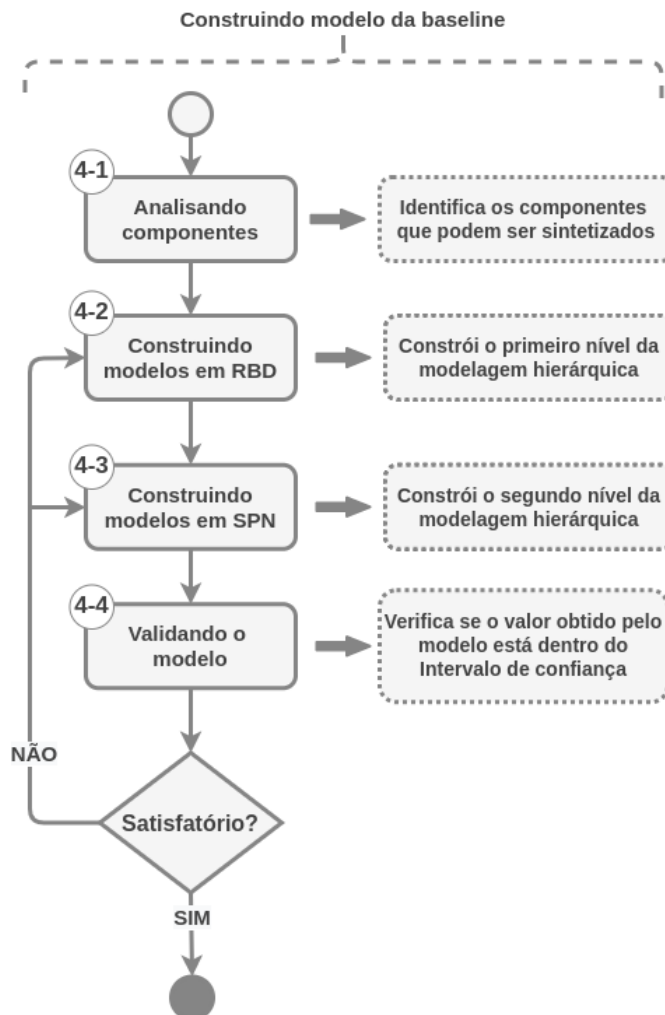 Construindo modelo da baseline
4-1
Analisando
componentes
Identifica os componentes
que podem ser sintetizados
4-2
Construindo
modelos em RBD
Constrói o primeiro nível da
modelagem hierárquica
4-3
Construindo
modelos em SPN
Constrói o segundo nível da
modelagem hierárquica
4-4
Validando o
modelo
Verifica se o valor obtido pelo
modelo está dentro do
Intervalo de confiança
NÃO
Satisfatório?
SIM